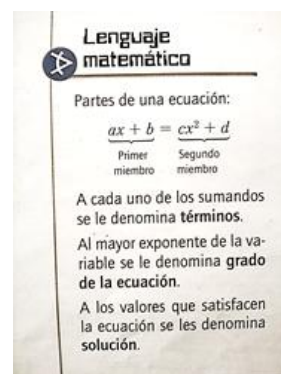 Lenguaje
matemático
Partes de una ecuación:
ax + b = cx² + d
Primer Segundo
miembro miembro
A cada uno de los sumandos
se le denomina términos.
Al mayor exponente de la va-
riable se le denomina grado
de la ecuación.
A los valores que satisfacen
la ecuación se les denomina
solución.